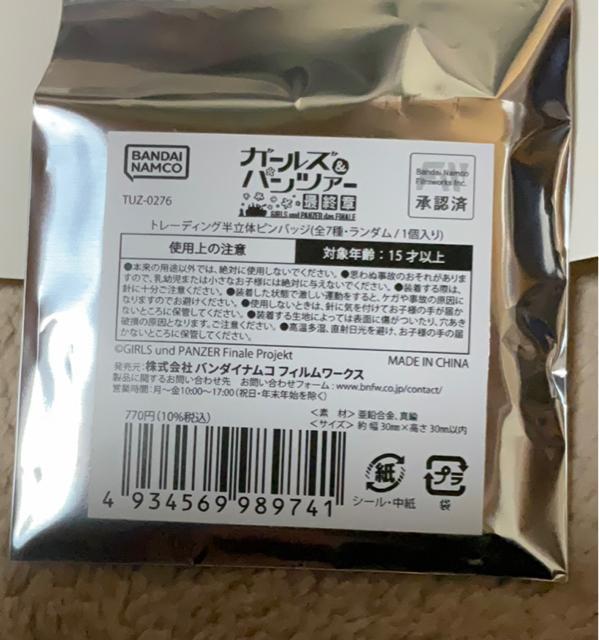 BANDAI
NAMCO
ガールズ&
パンツァー
最終章
GIRLS und PANZER das FINALE
Bandai Namco
Filmworks Inc.
承認済
TUZ-0276
トレーディング半立体ピンバッジ(全7種・ランダム/1個入り)
使用上の注意
対象年齢：15才以上
●本来の用途以外では、絶対に使用しないでください。●思わぬ事故のおそれがありま
すので、乳幼児または小さなお子様には絶対に与えないでください。●装着する際は、
針に十分ご注意ください。●装着した状態で激しい運動をすると、ケガや事故の原因に
なりますのでお避けください。●使用しないときは、針に気を付けてお子様の手が届か
ないところに保管してください。●装着する生地によっては表面に傷がついたり、穴あき
破損の原因となります。ご注意ください。●高温多湿、直射日光を避け、お子様の手の届
かないところに保管してください。
©GIRLS und PANZER Finale Projekt
MADE IN CHINA
発売元：株式会社 バンダイナムコ フィルムワークス
製品に関するお問い合わせ先 お問い合わせフォーム：www.bnfw.co.jp/contact/
営業時間：月〜金10:00〜17:00(祝日・年末年始を除く)
770円(10%税込)
＜素 材＞亜鉛合金、真鍮
＜サイズ＞約 幅30mm×高さ30mm以内
4 934569 989741
紙
シール・中紙
プラ
袋